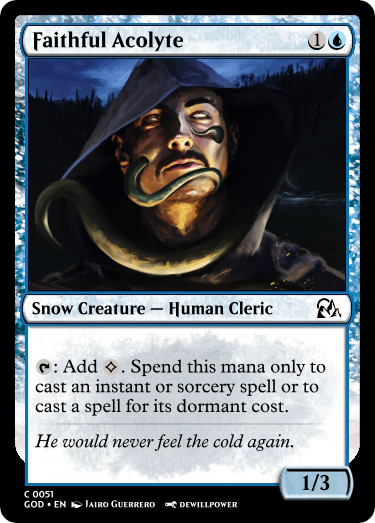 Faithful Acolyte 1
Snow Creature — Human Cleric
: Add . Spend this mana only to
cast an instant or sorcery spell or to
cast a spell for its dormant cost.
He would never feel the cold again.
1/3
C 0051
GOD • EN Jairo Guerrero dewillpower